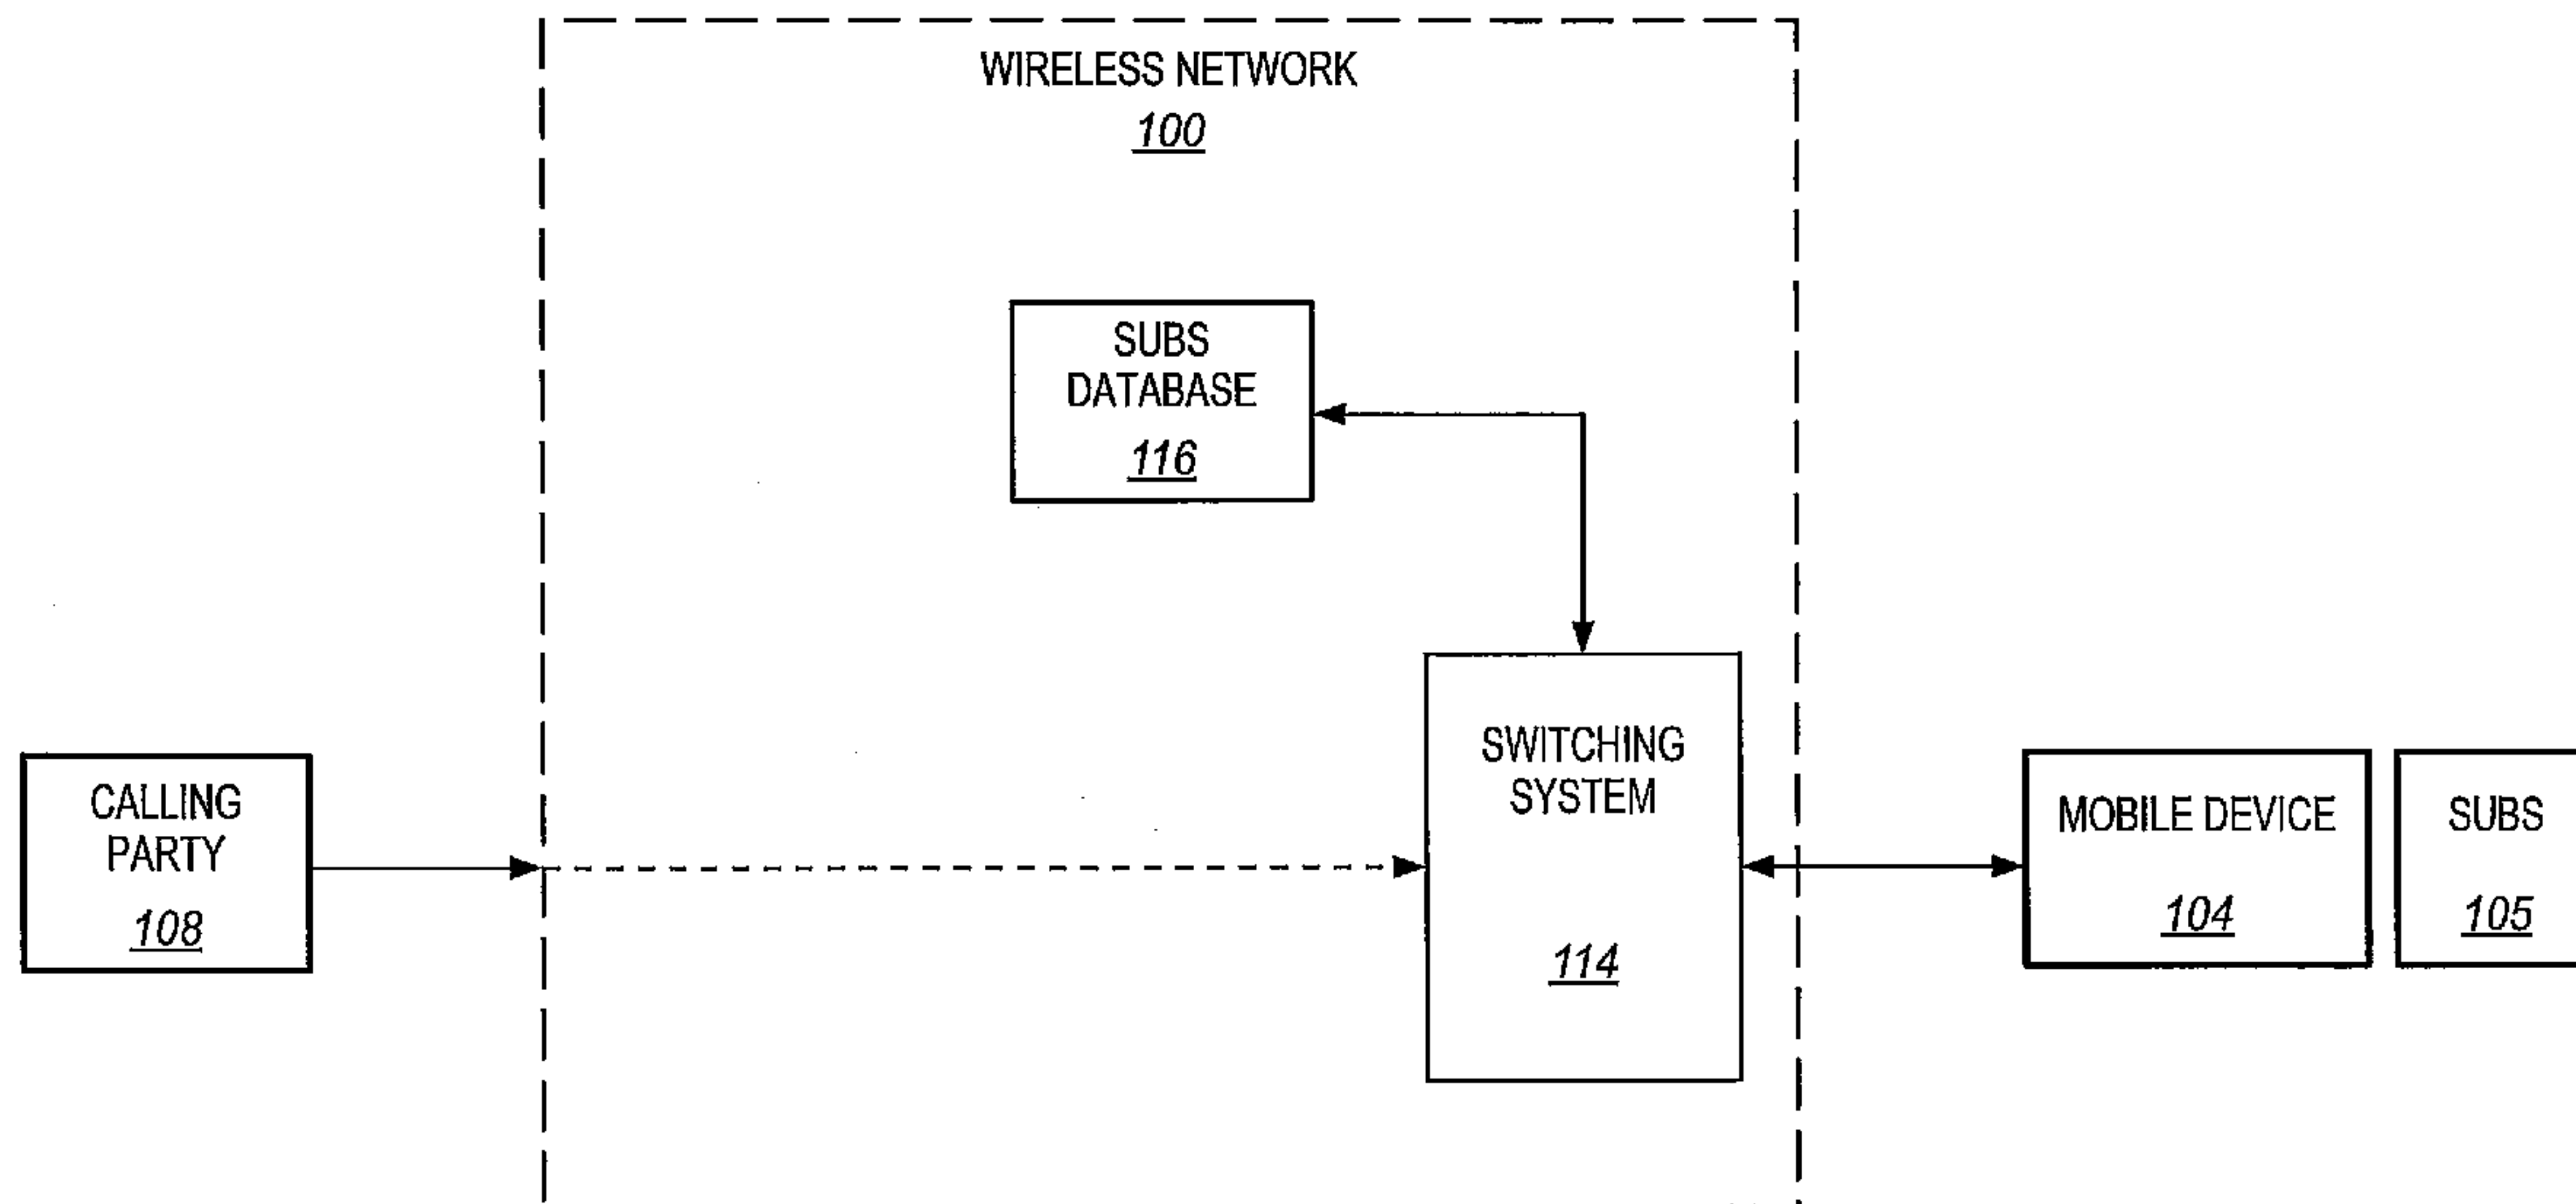 WIRELESS NETWORK
100
SUBS
DATABASE
116
SWITCHING
SYSTEM
114
CALLING
PARTY
108
MOBILE DEVICE
104
SUBS
105